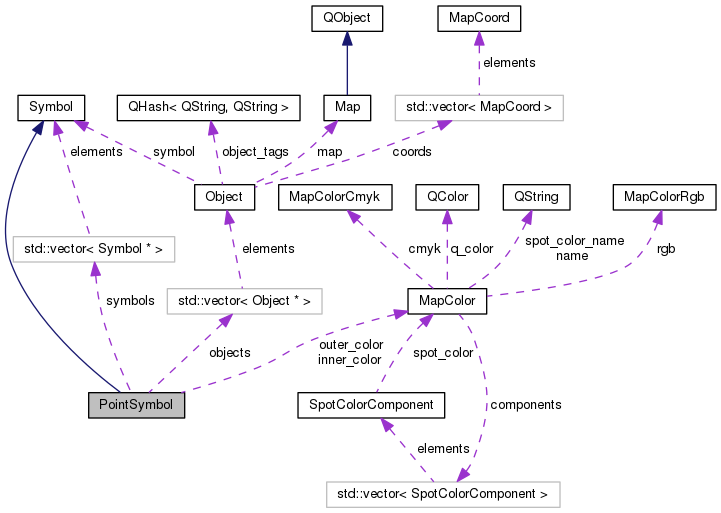 QObject
MapCoord
elements
Symbol
QHash< QString, QString >
Map
std::vector< MapCoord >
elements
symbol
object_tags
map
coords
Object
MapColorCmyk
QColor
QString
MapColorRgb
std::vector< Symbol * >
elements
cmyk
q_color
spot_color_name
name
rgb
symbols
std::vector< Object * >
MapColor
objects
outer_color
inner_color
spot_color
PointSymbol
SpotColorComponent
components
elements
std::vector< SpotColorComponent >